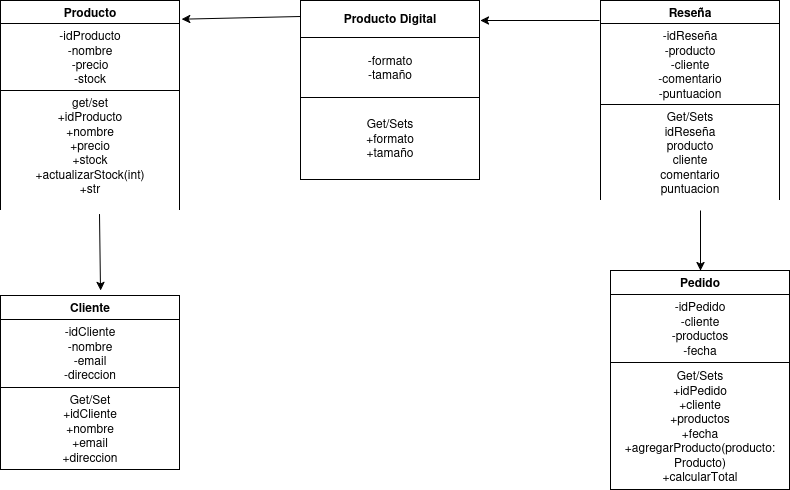 Producto
-idProducto
-nombre
-precio
-stock
get/set
+idProducto
+nombre
+precio
+stock
+actualizarStock(int)
+str
Producto Digital
-formato
-tamaño
Get/Sets
+formato
+tamaño
Reseña
-idReseña
-producto
-cliente
-comentario
-puntuacion
Get/Sets
idReseña
producto
cliente
comentario
puntuacion
Cliente
-idCliente
-nombre
-email
-direccion
Get/Set
+idCliente
+nombre
+email
+direccion
Pedido
-idPedido
-cliente
-productos
-fecha
Get/Sets
+idPedido
+cliente
+productos
+fecha
+agregarProducto(producto:
Producto)
+calcularTotal